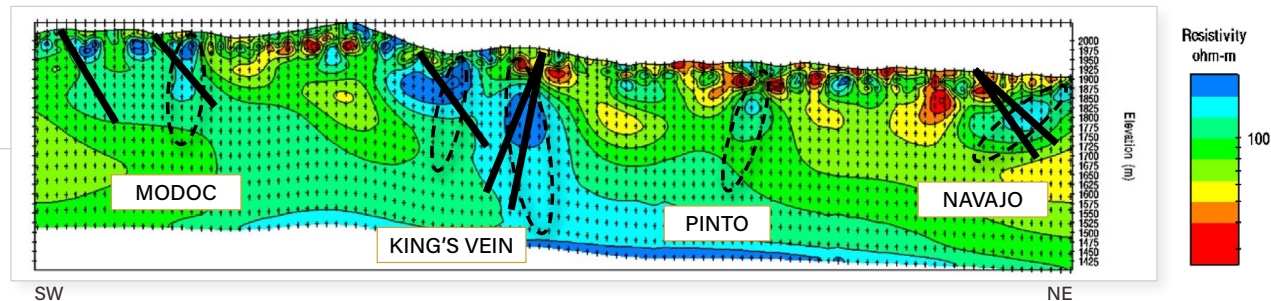 Resistivity
ohm-m
100
2000
1975
1950
1925
1900
1875
1850
1825
1800
1775
1750
1725
1700
1675
1650
1625
1600
1575
1550
1525
1500
1475
1450
1425
Elevation (m)
MODOC
KING'S VEIN
PINTO
NAVAJO
SW
NE